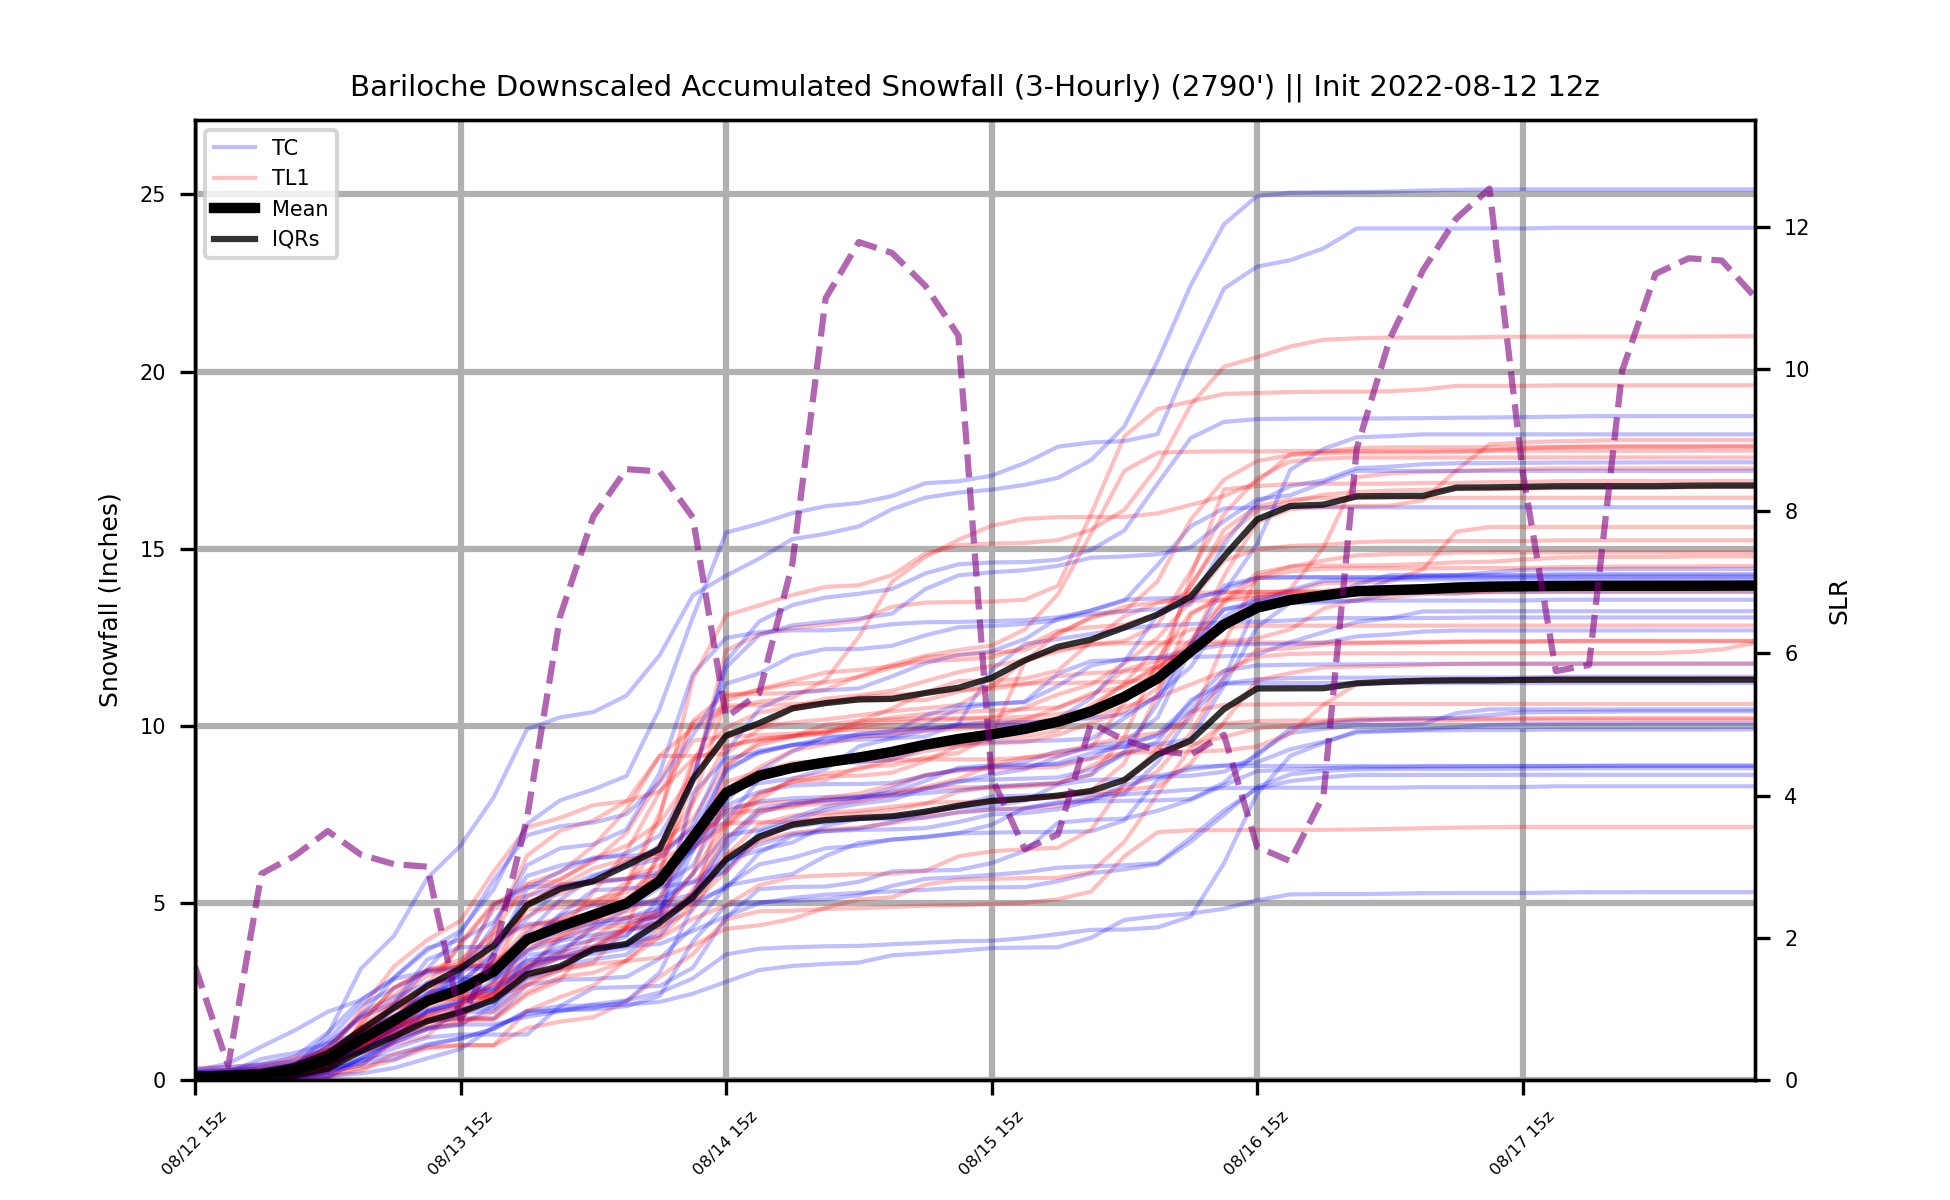 Bariloche Downscaled Accumulated Snowfall (3-Hourly) (2790') || Init 2022-08-12 12z
TC
TL1
Mean
IQRs
Snowfall (Inches)
25
20
15
10
5
0
SLR
12
10
8
6
4
2
0
08/12 15z
08/13 15z
08/14 15z
08/15 15z
08/16 15z
08/17 15z